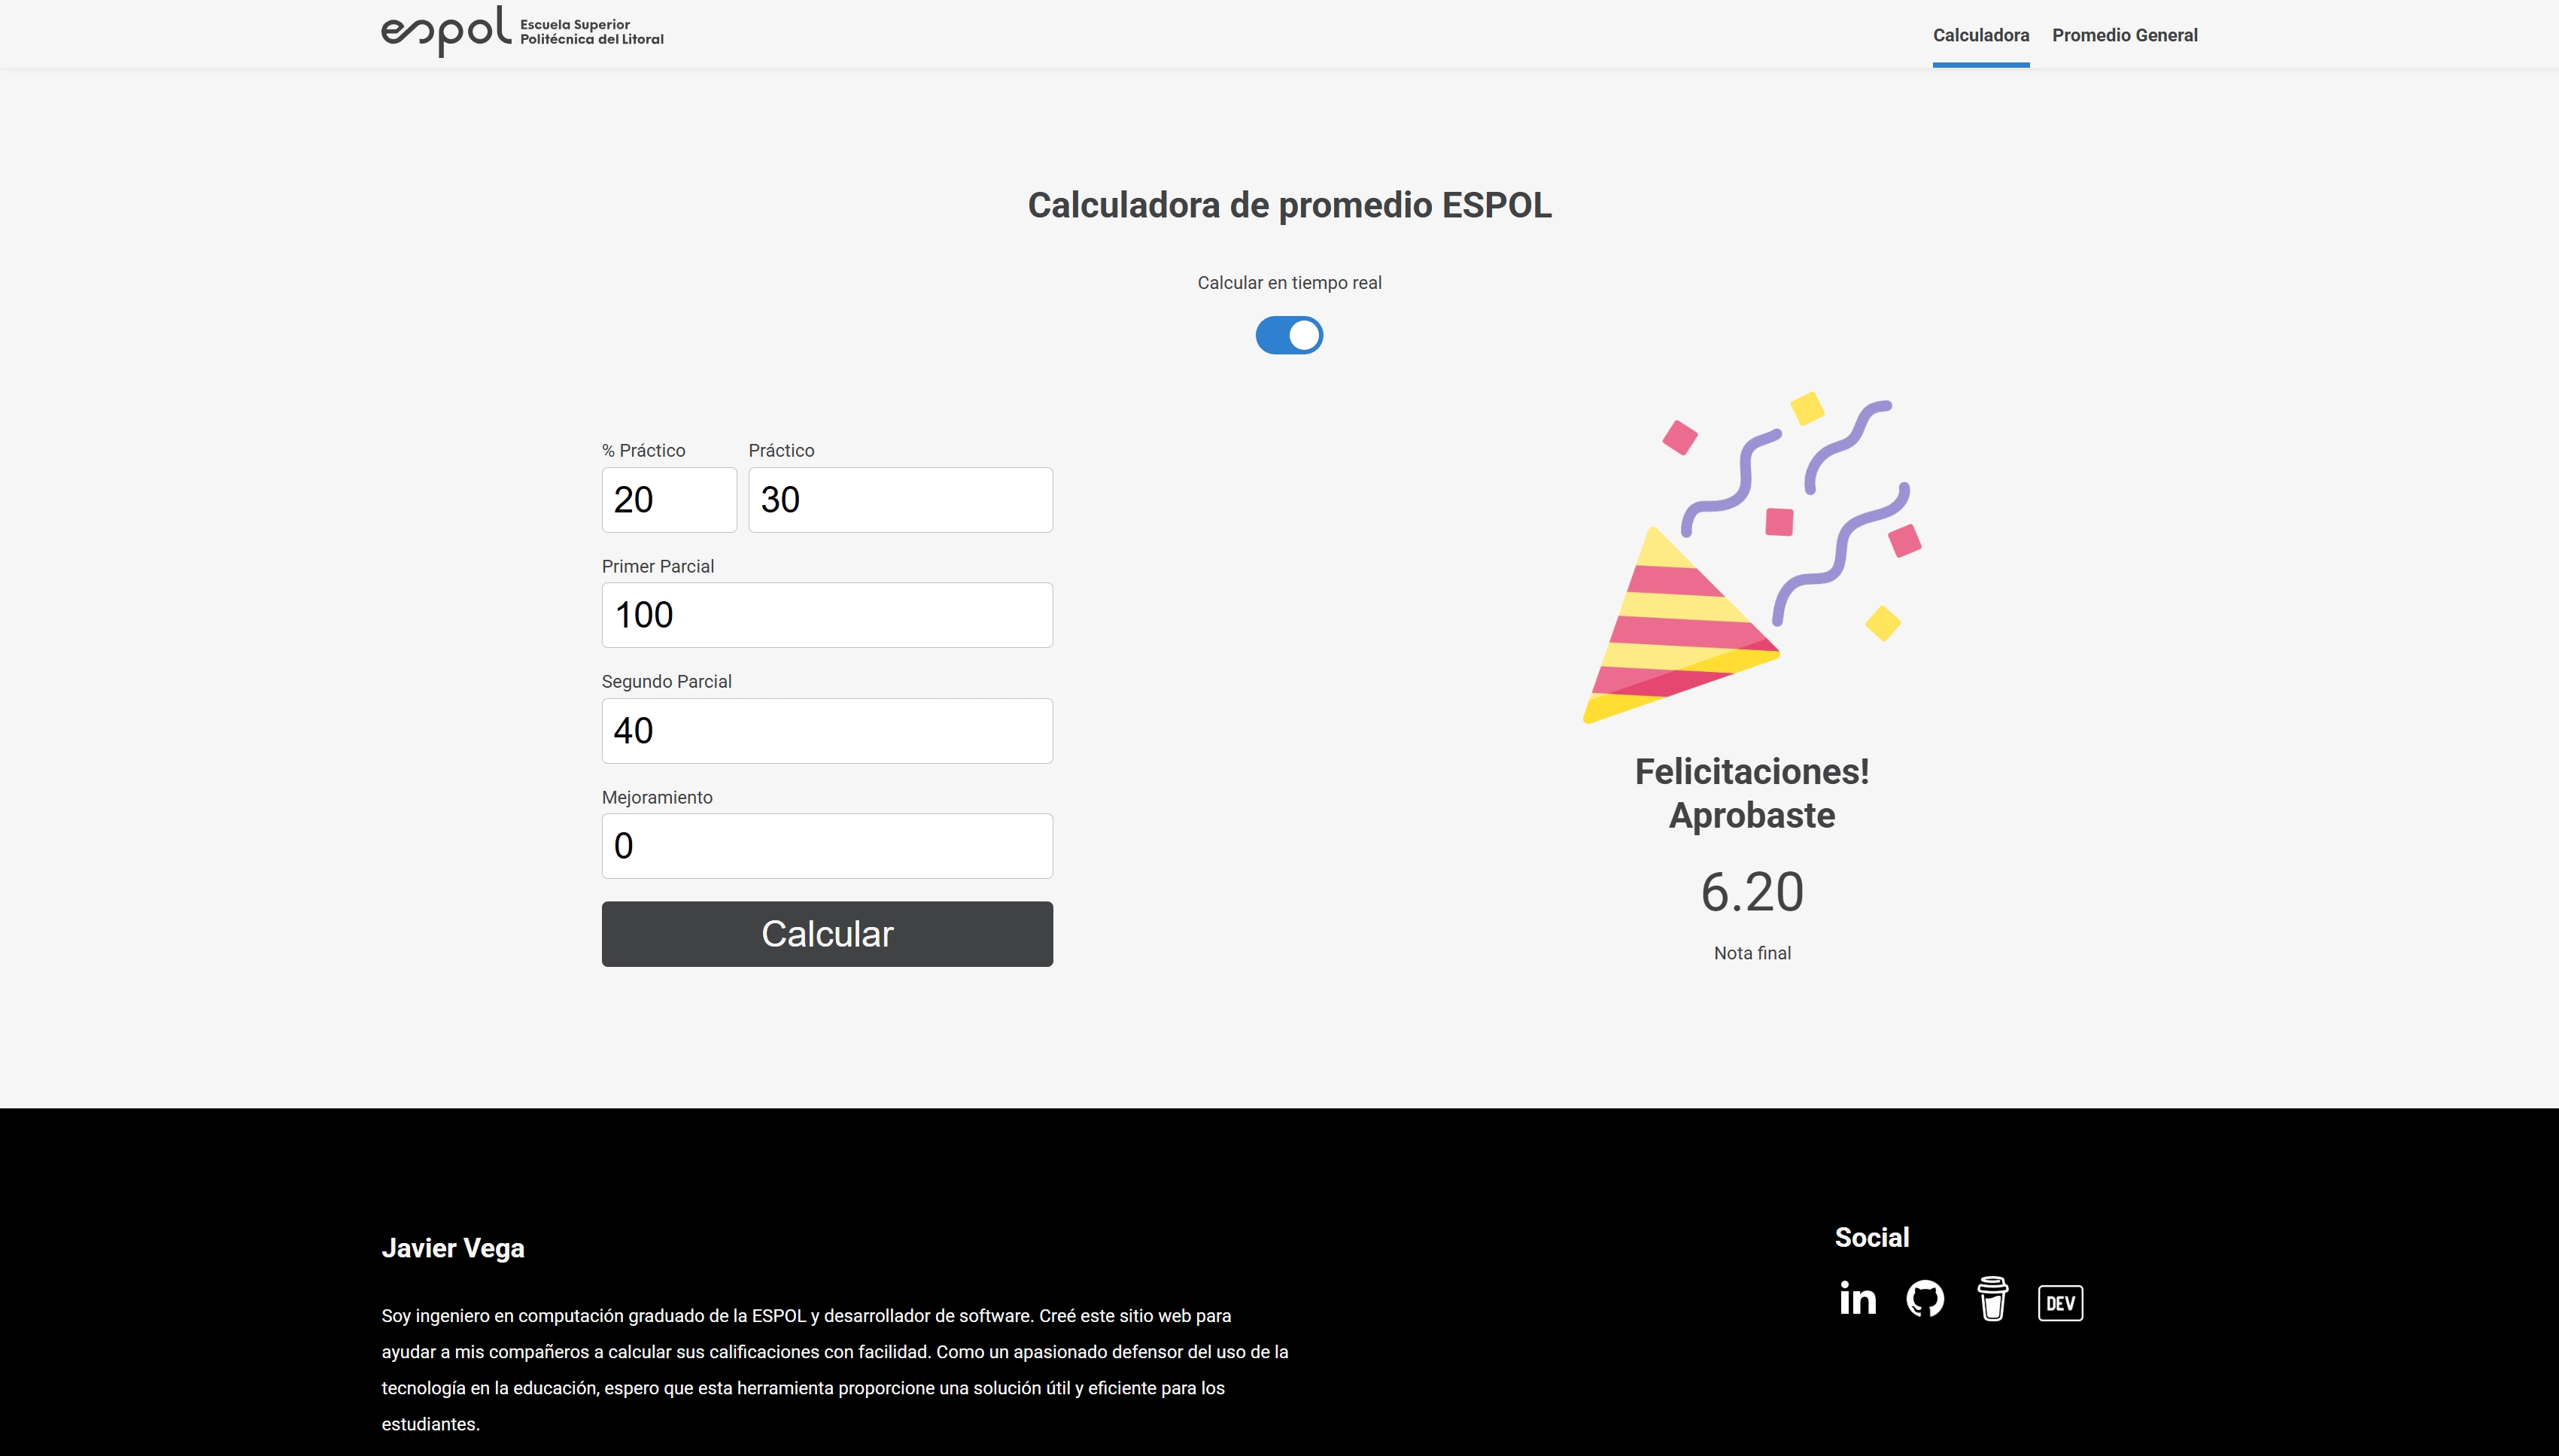 espol
Escuela Superior
Politécnica del Litoral
Calculadora
Promedio General
Calculadora de promedio ESPOL
Calcular en tiempo real
% Práctico
Práctico
20
30
Primer Parcial
100
Segundo Parcial
40
Mejoramiento
0
Calcular
Felicitaciones!
Aprobaste
6.20
Nota final
Javier Vega
Soy ingeniero en computación graduado de la ESPOL y desarrollador de software. Creé este sitio web para
ayudar a mis compañeros a calcular sus calificaciones con facilidad. Como un apasionado defensor del uso de la
tecnología en la educación, espero que esta herramienta proporcione una solución útil y eficiente para los
estudiantes.
Social
in
DEV